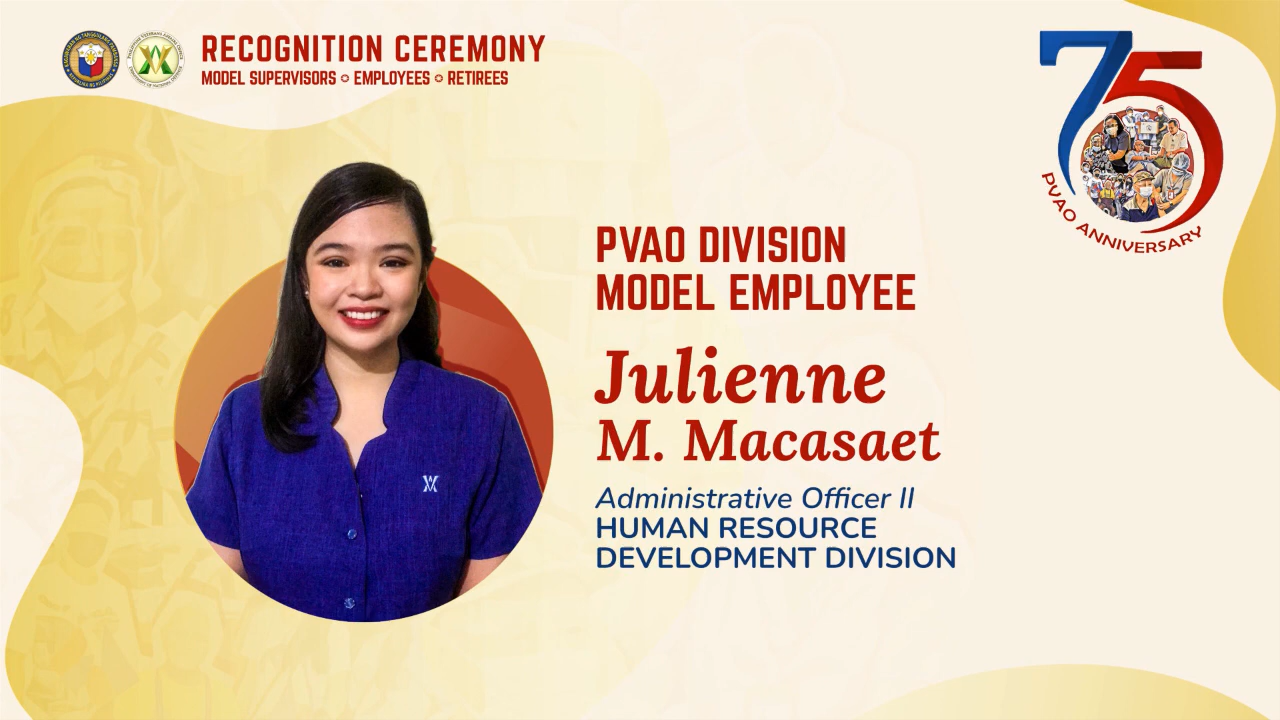 RECOGNITION CEREMONY
MODEL SUPERVISORS ✪ EMPLOYEES ✪ RETIREES
75
PVAO ANNIVERSARY
PVAO DIVISION
MODEL EMPLOYEE
Julienne
M. Macasaet
Administrative Officer II
HUMAN RESOURCE
DEVELOPMENT DIVISION